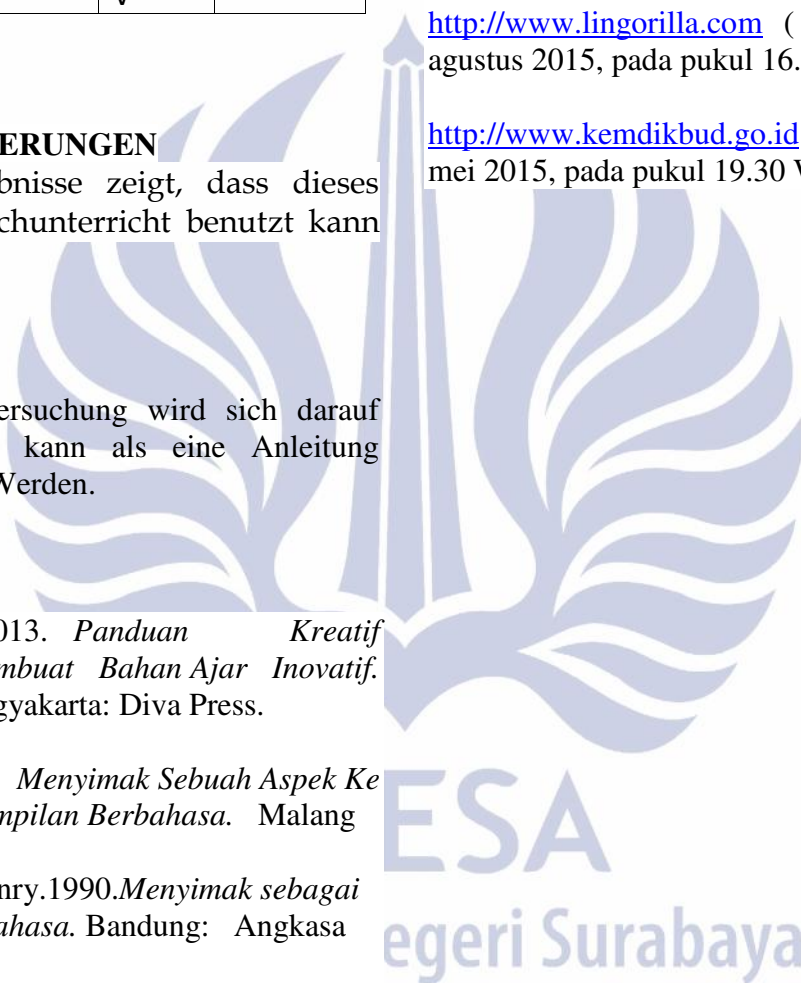 V
ERUNGEN
bnisse zeigt, dass dieses
chunterricht benutzt kann
ersuchung wird sich darauf
kann als eine Anleitung
Werden.
013. Panduan Kreatif
mbuat Bahan Ajar Inovatif.
gyakarta: Diva Press.
Menyimak Sebuah Aspek Ke
mpilan Berbahasa. Malang
nry.1990.Menyimak sebagai
ahasa. Bandung: Angkasa
http://www.lingorilla.com (
agustus 2015, pada pukul 16.
http://www.kemdikbud.go.id
mei 2015, pada pukul 19.30 W
ESA
egeri Surabaya